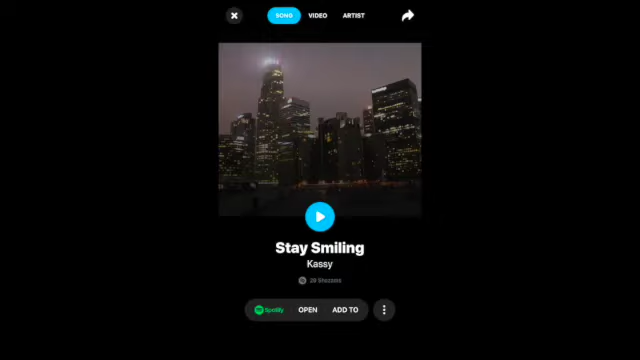 SONG VIDEO ARTIST
Stay Smiling
Kassy
28 Shazams
Spotify OPEN ADD TO